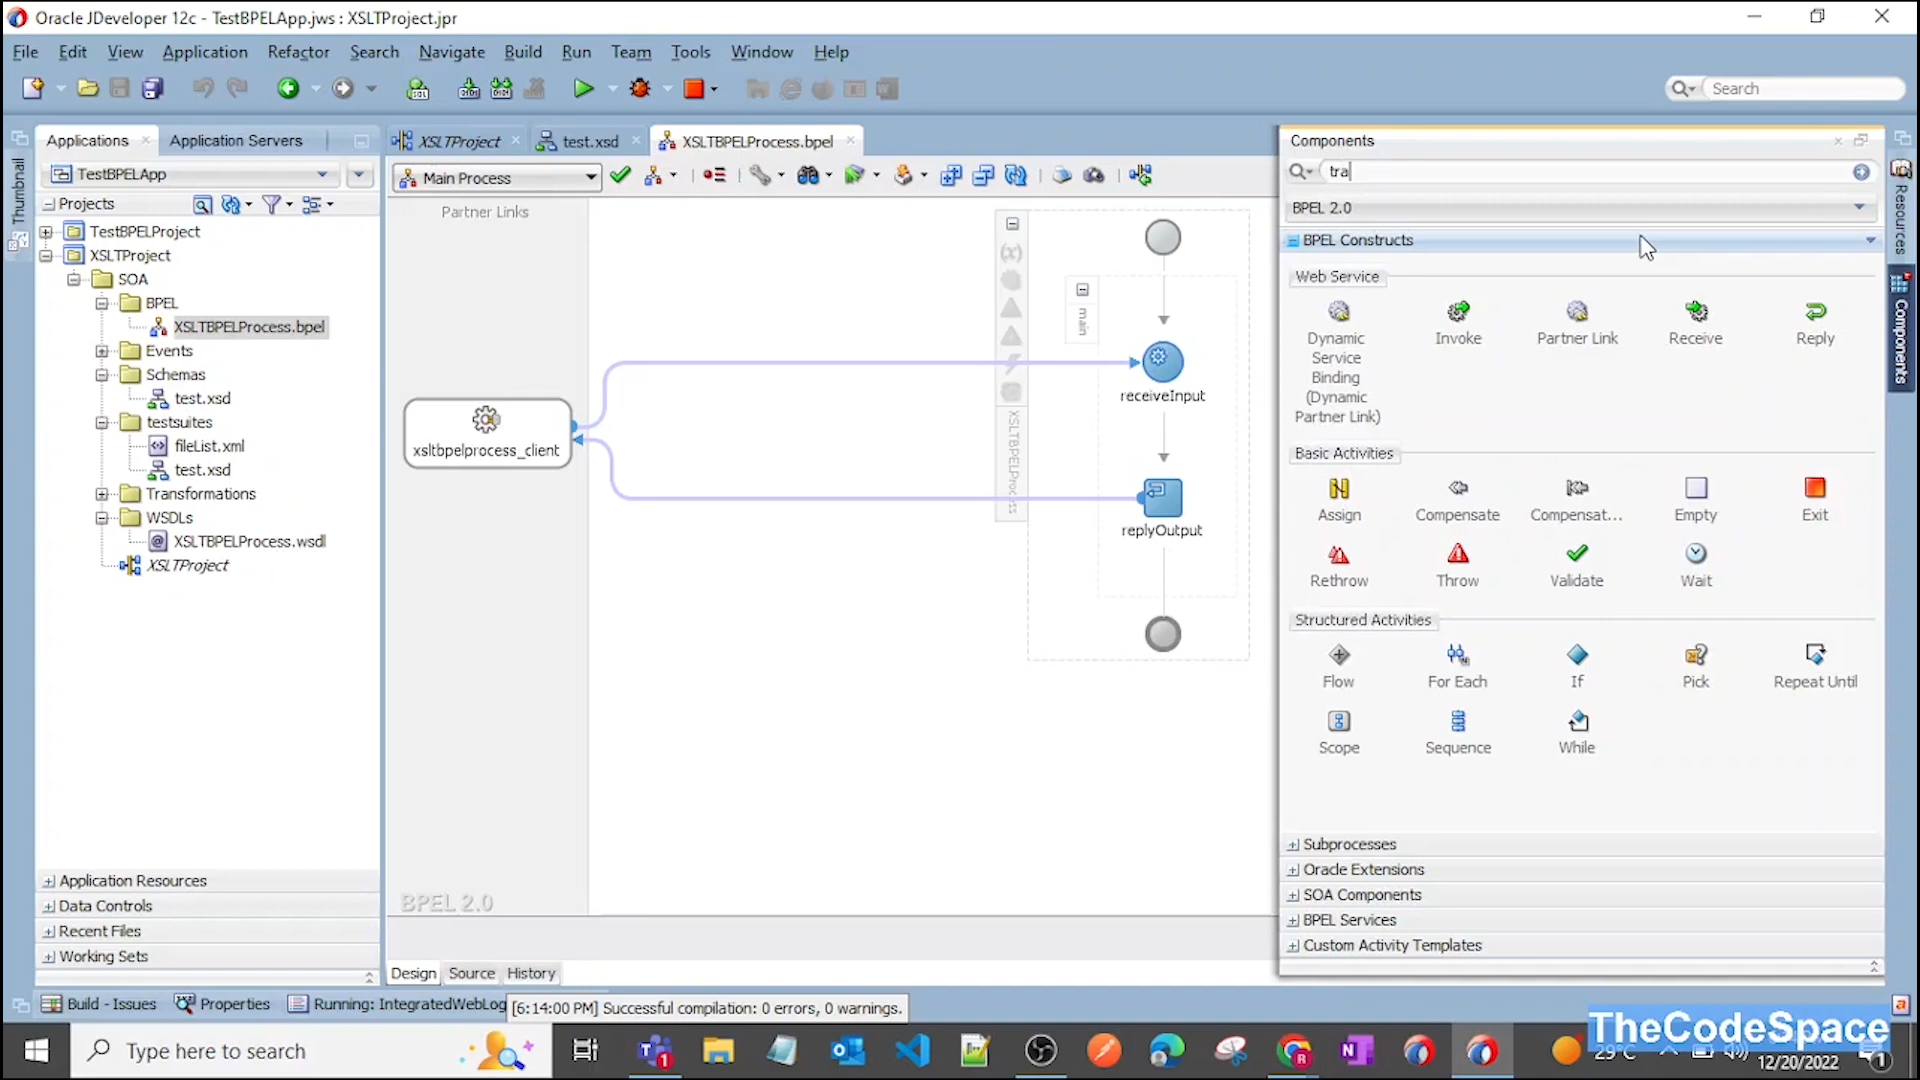 Oracle JDeveloper 12c - TestBPELApp.jws : XSLTProject.jpr
File Edit View Application Refactor Search Navigate Build Run Team Tools Window Help
Search
Applications Application Servers
TestBPELApp
Projects
TestBPELProject
XSLTProject
SOA
BPEL
XSLTBPELProcess.bpel
Events
Schemas
test.xsd
testsuites
fileList.xml
test.xsd
Transformations
WSDLs
XSLTBPELProcess.wsdl
XSLTProject
Application Resources
Data Controls
Recent Files
Working Sets
Thumbnail
XSLTProject test.xsd XSLTBPELProcess.bpel
Main Process
Partner Links
xsltbpelprocess_client
(x)
XSLTBPELProcess
main
receiveInput
replyOutput
BPEL 2.0
Design Source History
Components
tra
BPEL 2.0
BPEL Constructs
Web Service
Dynamic Service Binding (Dynamic Partner Link)
Invoke
Partner Link
Receive
Reply
Basic Activities
Assign
Compensate
Compensat...
Empty
Exit
Rethrow
Throw
Validate
Wait
Structured Activities
Flow
For Each
If
Pick
Repeat Until
Scope
Sequence
While
Subprocesses
Oracle Extensions
SOA Components
BPEL Services
Custom Activity Templates
Resources
Components
Build - Issues Properties Running: IntegratedWebLog
[6:14:00 PM] Successful compilation: 0 errors, 0 warnings.
TheCodeSpace
Type here to search
29°C
12/20/2022